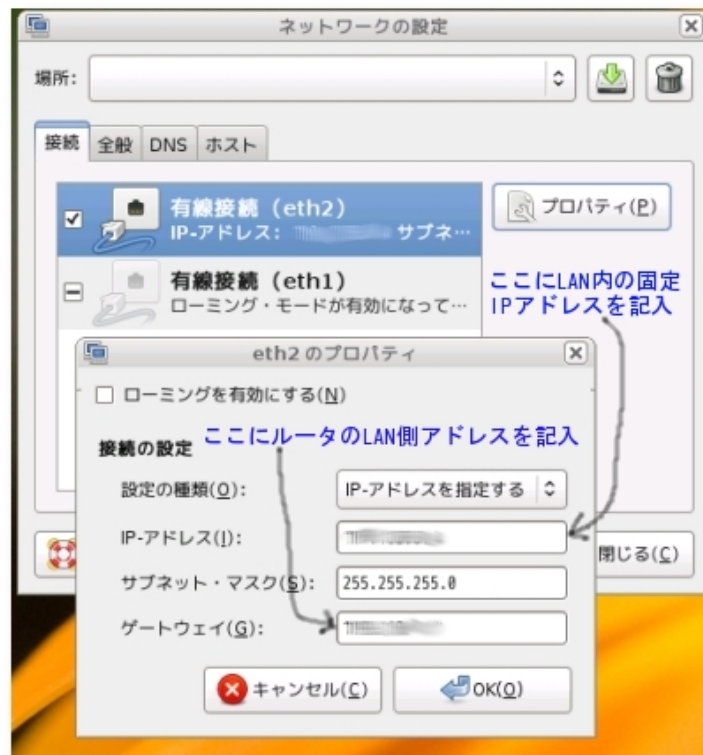 ネットワークの設定
場所:
接続 全般 DNS ホスト
有線接続 (eth2)
IP-アドレス: サブネ…
プロパティ(P)
有線接続 (eth1)
ローミング・モードが有効になって…
ここにLAN内の固定
IPアドレスを記入
eth2 のプロパティ
ローミングを有効にする(N)
ここにルータのLAN側アドレスを記入
接続の設定
設定の種類(O): IP-アドレスを指定する
IP-アドレス(I):
閉じる(C)
サブネット・マスク(S): 255.255.255.0
ゲートウェイ(G):
キャンセル(C) OK(O)